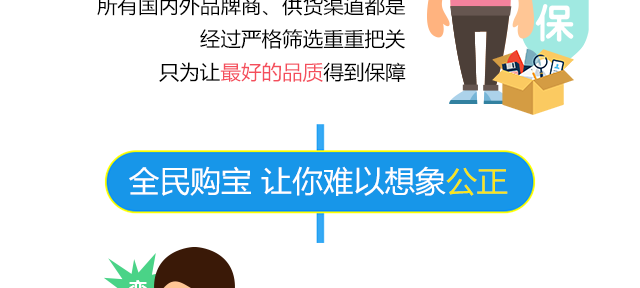 所有国内外品牌商、供货渠道都是
经过严格筛选重重把关
只为让最好的品质得到保障
保
全民购宝 让你难以想象公正